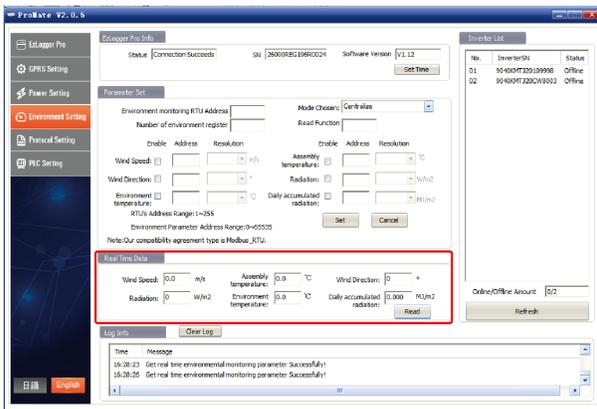 ProMate V2.0.5
EzLogger Pro
GPRS Setting
Power Setting
Environment Setting
Protocol Setting
PLC Setting
日語 English
EzLogger Pro Info
Status Connection Succeeds SN 26000REG196R0024 Software Version V1.12
Set Time
Parameter Set
Environment monitoring RTU Address Mode Chosen: Centralize
Number of environment register Read Function
Enable Address Resolution Enable Address Resolution
Wind Speed: m/s Assembly temperature: ℃
Wind Direction: ° Radiation: W/m2
Environment temperature: ℃ Daily accumulated radiation: MJ/m2
RTU's Address Range:1~255
Set Cancel
Environment Parameter Address Range:0~65535
Note:Our compatibility agreement type is Modbus_RTU.
Real Time Data
Wind Speed: 0.0 m/s Assembly temperature: 0.0 ℃ Wind Direction: 0 °
Radiation: 0 W/m2 Environment temperature: 0.0 ℃ Daily accumulated radiation: 0.000 MJ/m2
Read
Log Info Clear Log
Time Message
16:28:23 Get real time environmental monitoring parameter Successfully!
16:28:26 Get real time environmental monitoring parameter Successfully!
Inverter List
No. InverterSN Status
01 9040KMTJ20109998 Offline
02 9040KMTJ20CW8003 Offline
Online/Offline Amount 0/2
Refresh